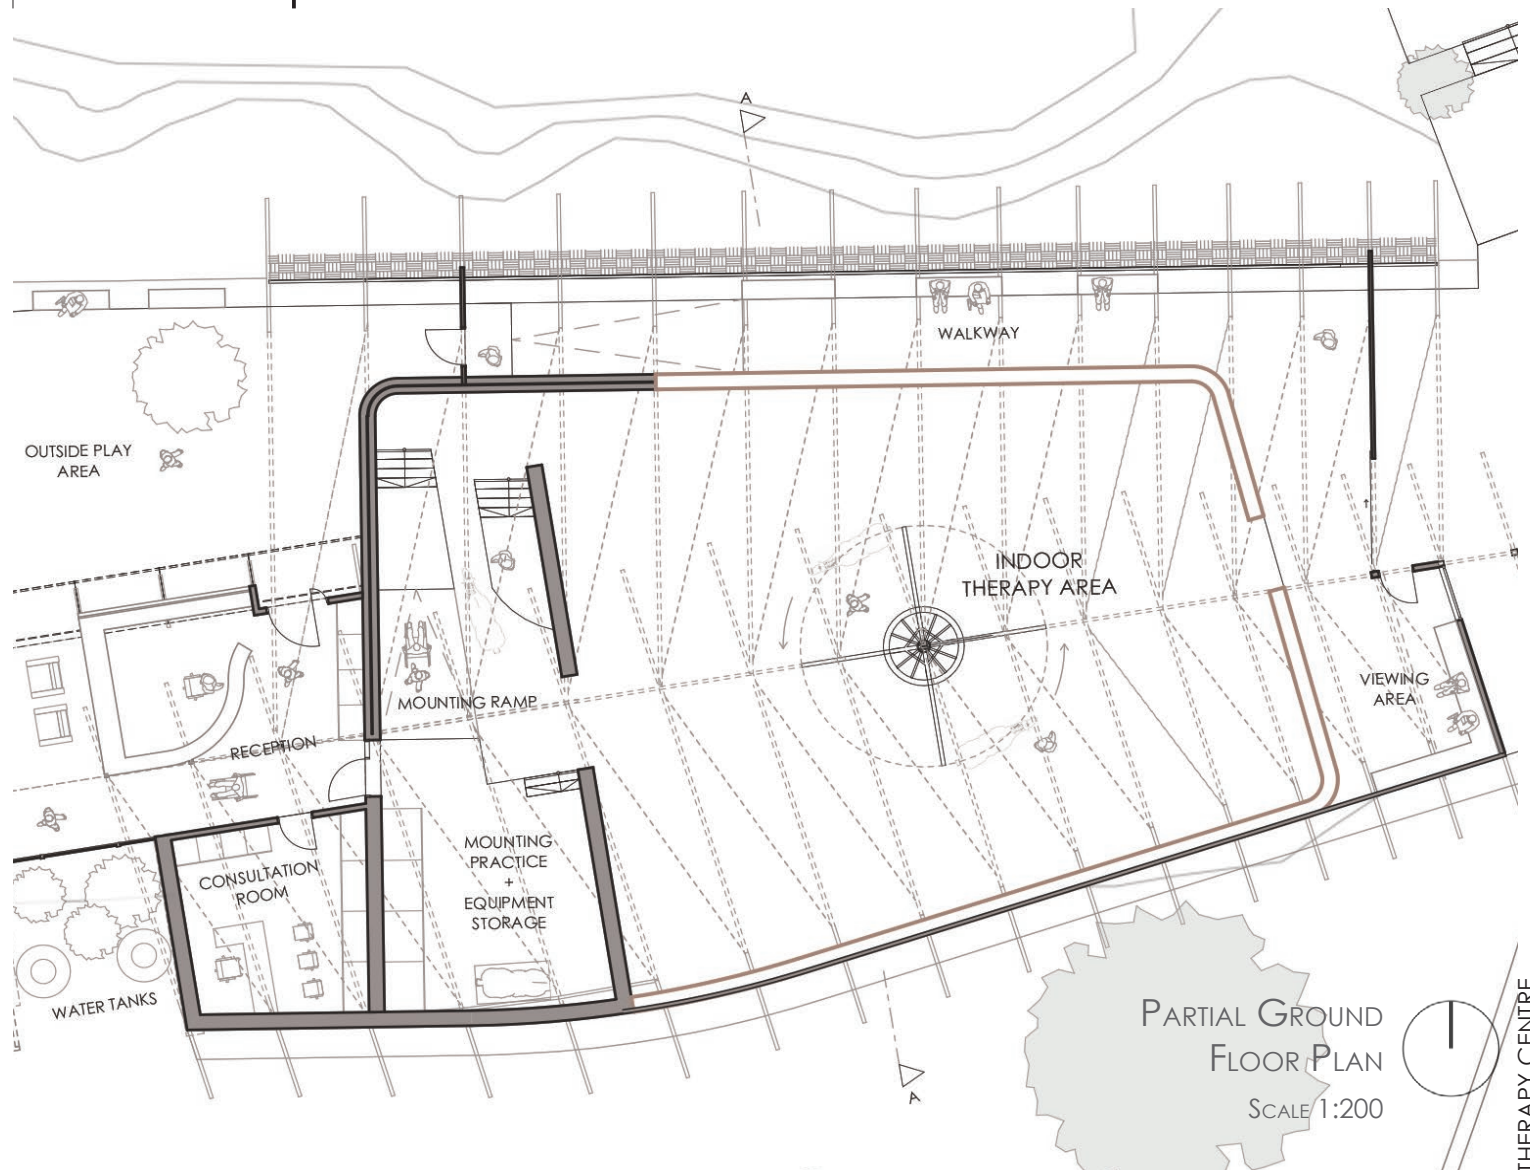 A
WALKWAY
OUTSIDE PLAY
AREA
INDOOR
THERAPY AREA
MOUNTING RAMP
VIEWING
AREA
RECEPTION
MOUNTING
PRACTICE
+
EQUIPMENT
STORAGE
CONSULTATION
ROOM
WATER TANKS
PARTIAL GROUND
FLOOR PLAN
SCALE 1:200
A
THERAPY CENTRE